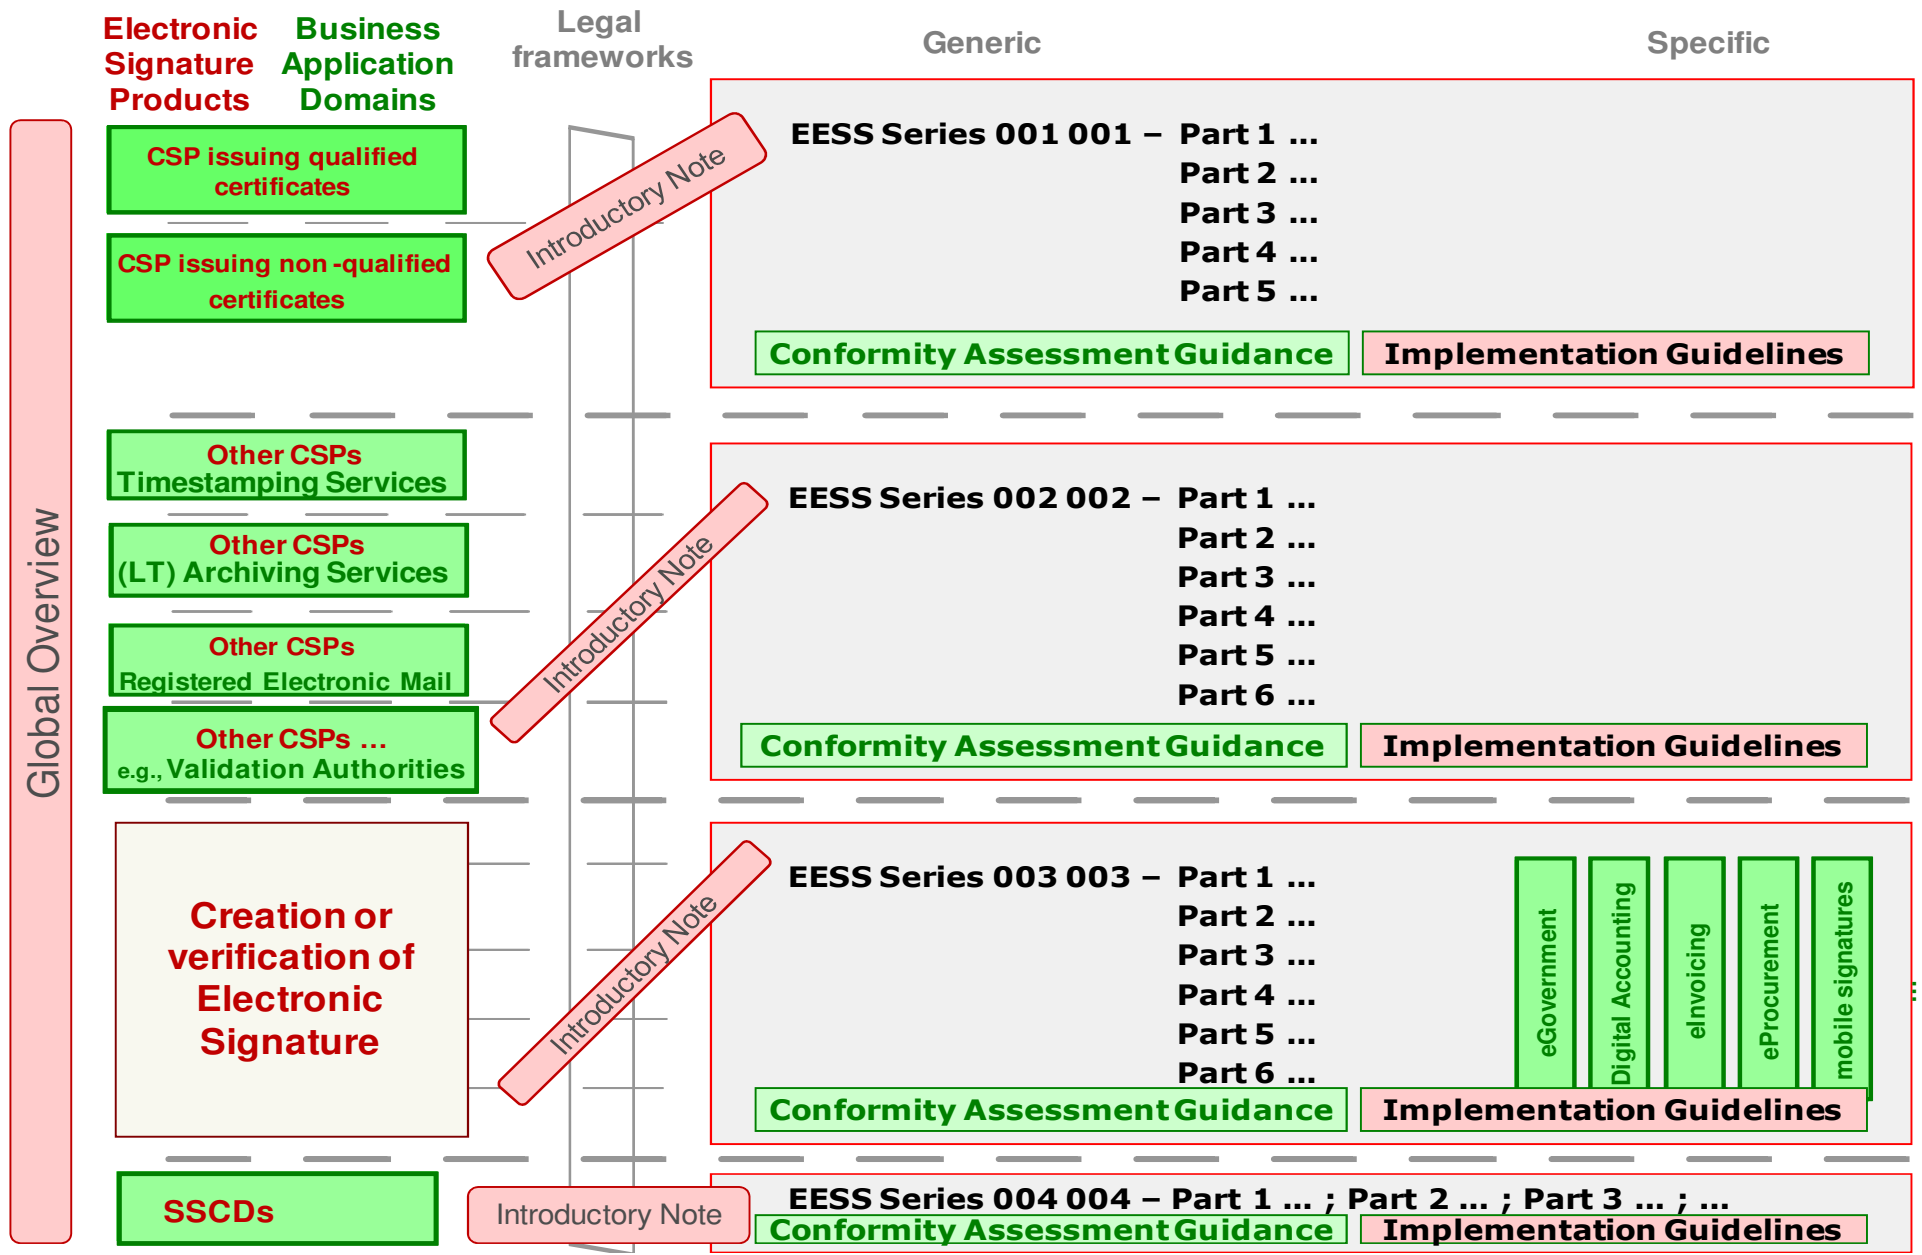 Electronic
Signature
Products
Business
Application
Domains
Legal
frameworks
Generic
Specific
Global Overview
CSP issuing qualified
certificates
CSP issuing non -qualified
certificates
Introductory Note
EESS Series 001 001 – Part 1 ...
Part 2 ...
Part 3 ...
Part 4 ...
Part 5 ...
Conformity Assessment Guidance
Implementation Guidelines
Other CSPs
Timestamping Services
Other CSPs
(LT) Archiving Services
Other CSPs
Registered Electronic Mail
Other CSPs ...
e.g., Validation Authorities
Introductory Note
EESS Series 002 002 – Part 1 ...
Part 2 ...
Part 3 ...
Part 4 ...
Part 5 ...
Part 6 ...
Conformity Assessment Guidance
Implementation Guidelines
Creation or
verification of
Electronic
Signature
Introductory Note
EESS Series 003 003 – Part 1 ...
Part 2 ...
Part 3 ...
Part 4 ...
Part 5 ...
Part 6 ...
eGovernment
Digital Accounting
eInvoicing
eProcurement
mobile signatures
...
Conformity Assessment Guidance
Implementation Guidelines
SSCDs
Introductory Note
EESS Series 004 004 – Part 1 ... ; Part 2 ... ; Part 3 ... ; ...
Conformity Assessment Guidance
Implementation Guidelines